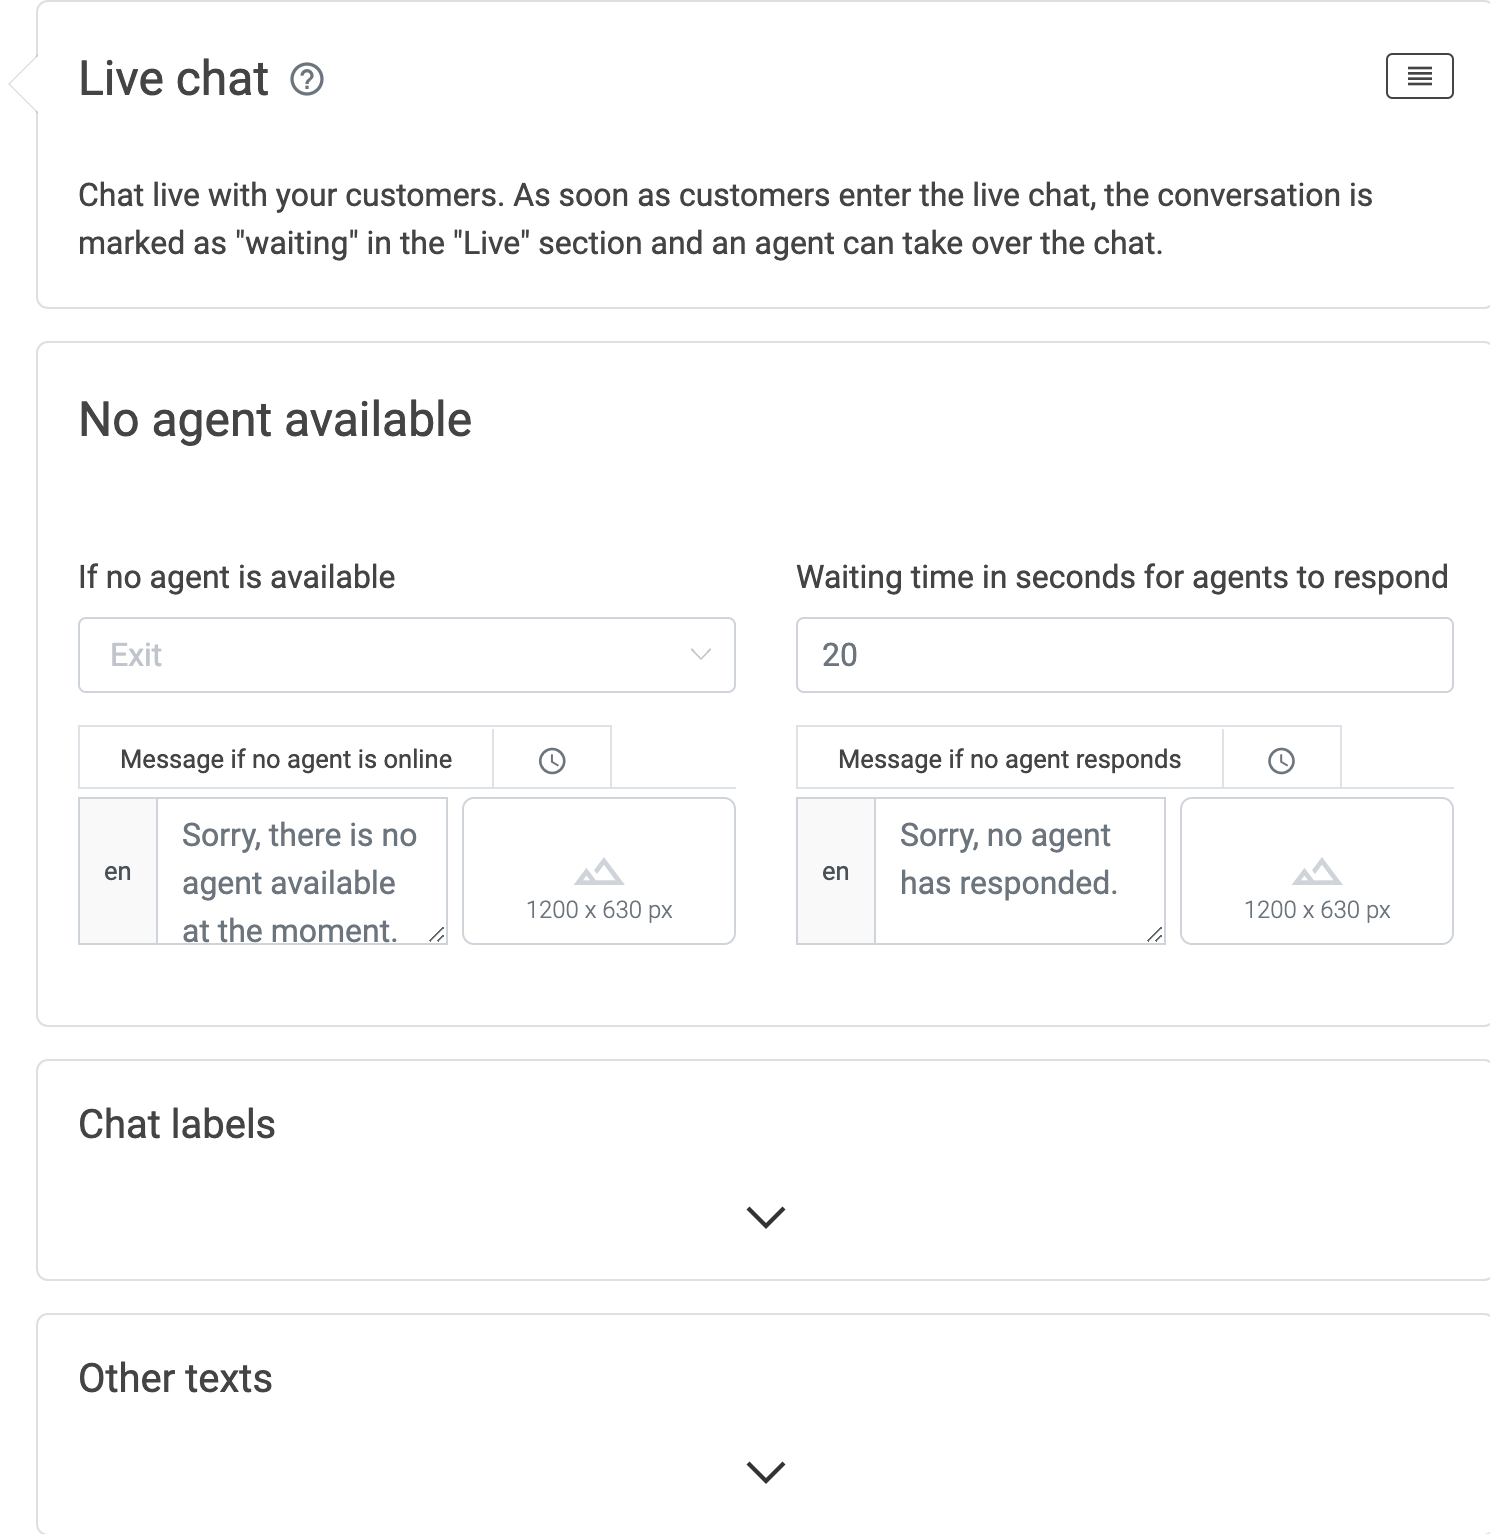 Live chat
Chat live with your customers. As soon as customers enter the live chat, the conversation is
marked as "waiting" in the "Live" section and an agent can take over the chat.
No agent available
If no agent is available
Waiting time in seconds for agents to respond
Exit
20
Message if no agent is online
Message if no agent responds
en
Sorry, there is no
agent available
at the moment.
1200 x 630 px
en
Sorry, no agent
has responded.
1200 x 630 px
Chat labels
Other texts